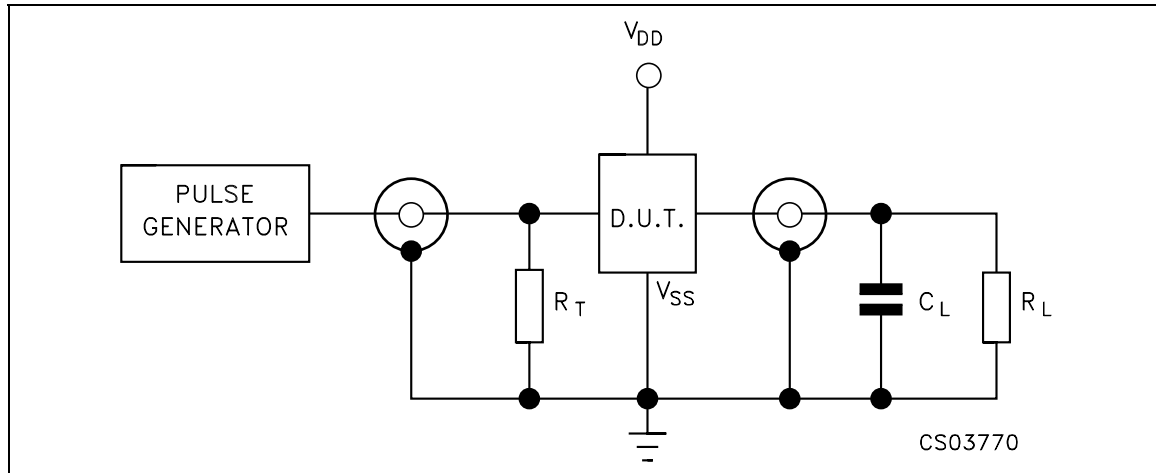 VDD
PULSE
GENERATOR
D.U.T.
VSS
RT
CL
RL
CS03770